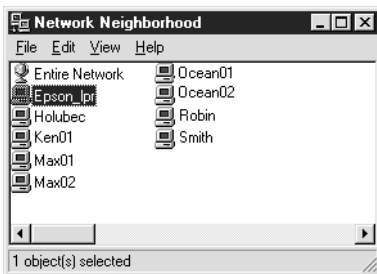 Network Neighborhood
File Edit View Help
Entire Network
Epson_lpr
Holubec
Ken01
Max01
Max02
Ocean01
Ocean02
Robin
Smith
1 object(s) selected